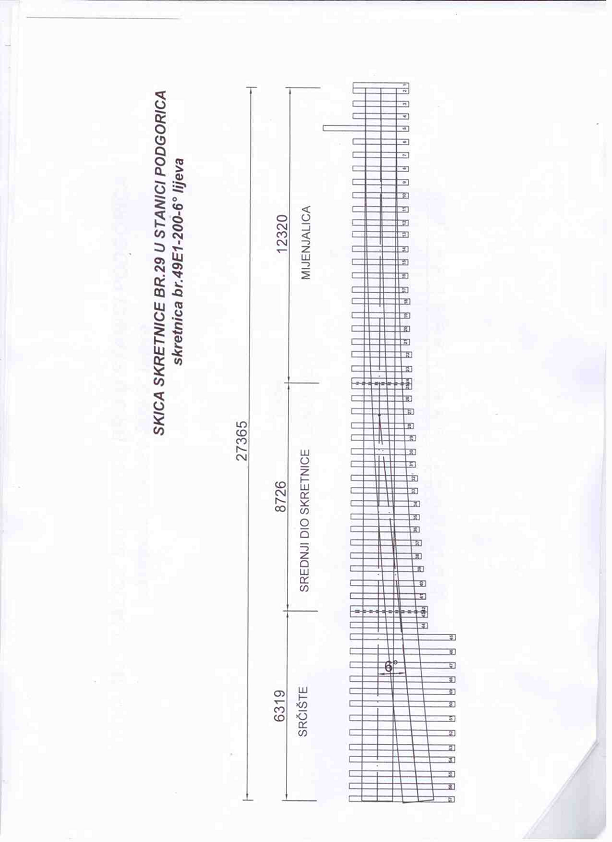 SKICA SKRETNICE BR.29 U STANICI PODGORICA
skretnica br.49E1-200-6° lijeva
27365
6319
8726
12320
SRČIŠTE
SREDNJI DIO SKRETNICE
MIJENJALICA
6°